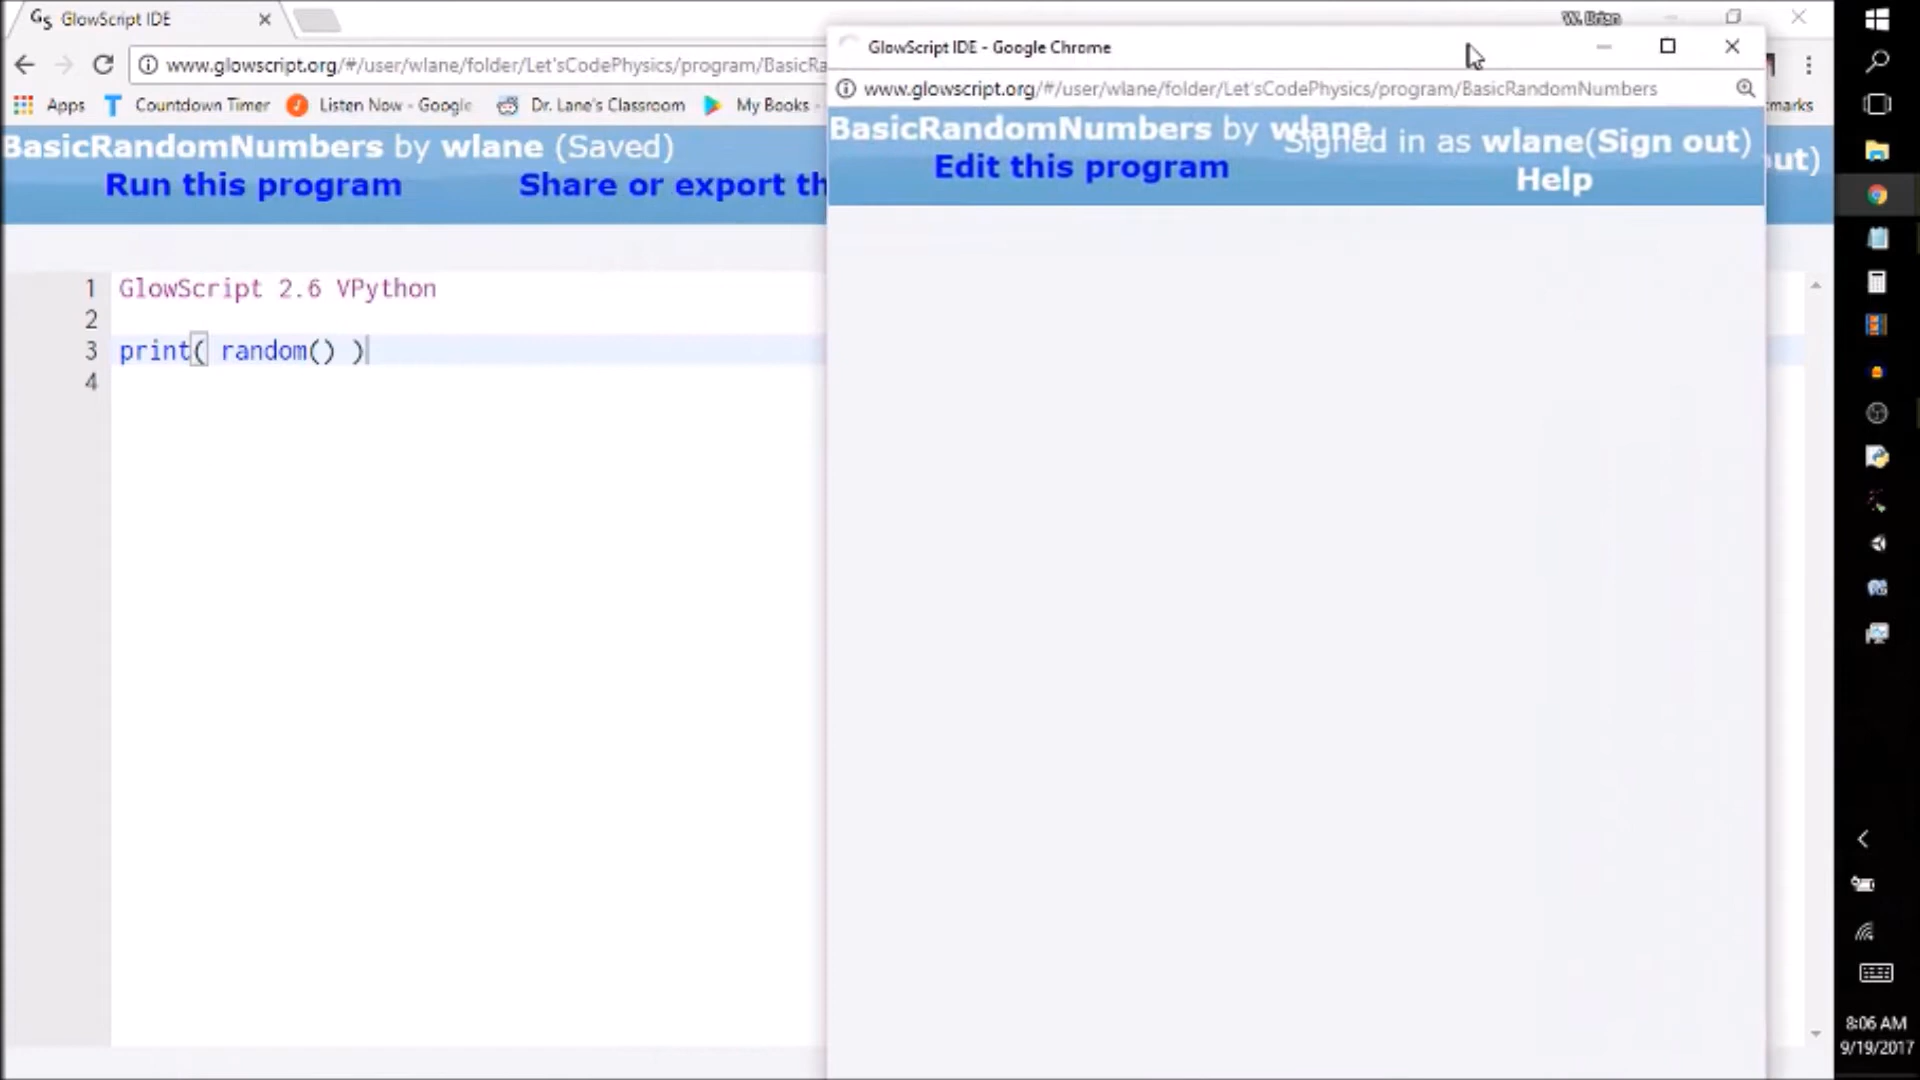 GlowScript IDE
W. Brian
www.glowscript.org/#/user/wlane/folder/Let'sCodePhysics/program/BasicRa
Apps Countdown Timer Listen Now - Google Dr. Lane's Classroom My Books - marks
BasicRandomNumbers by wlane (Saved)
out)
Run this program Share or export th
1 GlowScript 2.6 VPython
2
3 print( random() )
4
GlowScript IDE - Google Chrome
www.glowscript.org/#/user/wlane/folder/Let'sCodePhysics/program/BasicRandomNumbers
BasicRandomNumbers by wlane
Signed in as wlane(Sign out)
Edit this program
Help
8:06 AM
9/19/2017